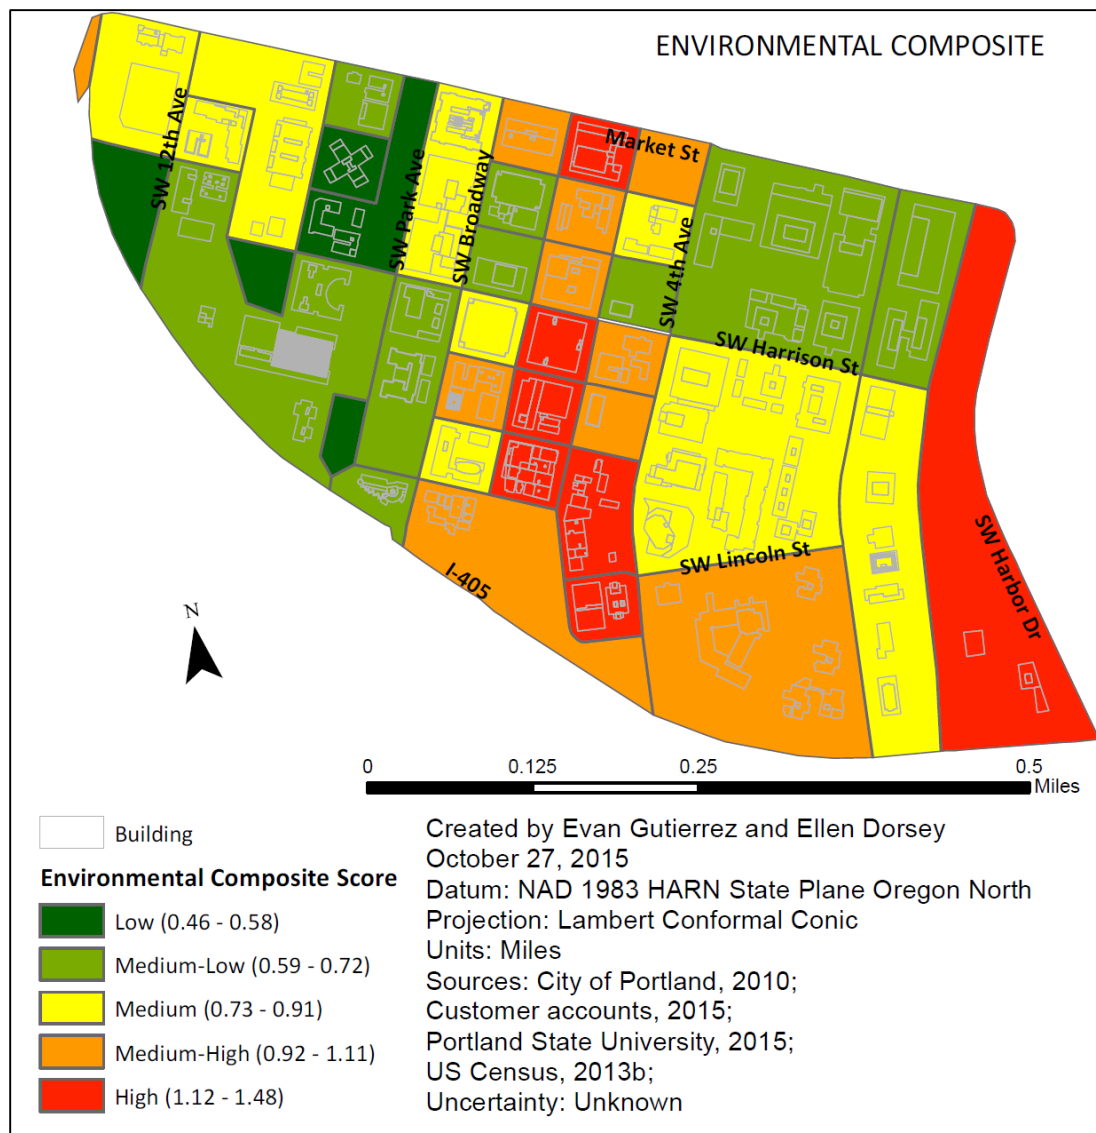 ENVIRONMENTAL COMPOSITE
Market St
SW 12th Ave
SW Park Ave
SW Broadway
SW 4th Ave
SW Harrison St
SW Lincoln St
SW Harbor Dr
I-405
N
0 0.125 0.25 0.5
Miles
Building
Environmental Composite Score
Low (0.46 - 0.58)
Medium-Low (0.59 - 0.72)
Medium (0.73 - 0.91)
Medium-High (0.92 - 1.11)
High (1.12 - 1.48)
Created by Evan Gutierrez and Ellen Dorsey
October 27, 2015
Datum: NAD 1983 HARN State Plane Oregon North
Projection: Lambert Conformal Conic
Units: Miles
Sources: City of Portland, 2010;
Customer accounts, 2015;
Portland State University, 2015;
US Census, 2013b;
Uncertainty: Unknown